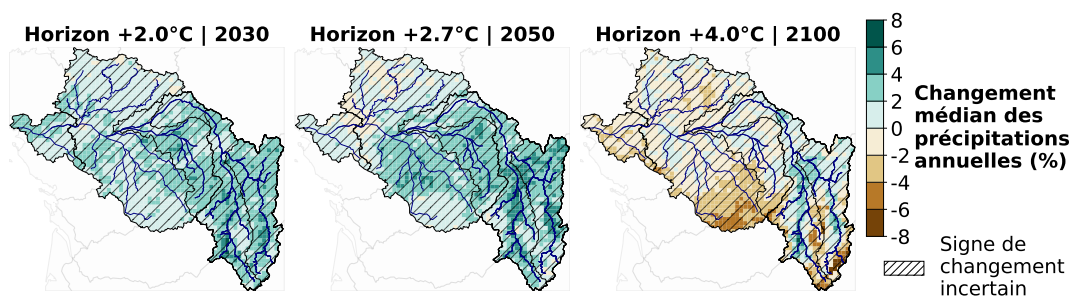 Horizon +2.0°C | 2030
Horizon +2.7°C | 2050
Horizon +4.0°C | 2100
8
6
4
2
0
-2
-4
-6
-8
Changement
médian des
précipitations
annuelles (%)
Signe de
changement
incertain